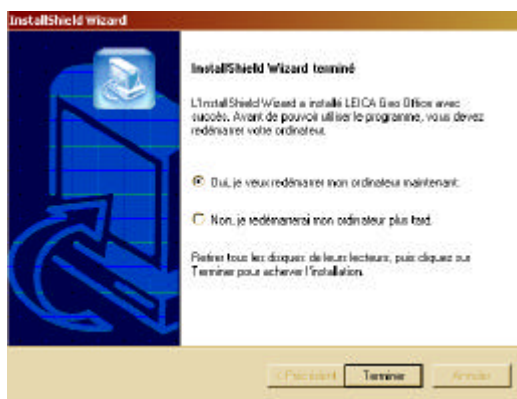 InstallShield Wizard
InstallShield Wizard terminé
L'InstallShield Wizard a installé LEICA Geo Office avec
succès. Avant de pouvoir utiliser le programme, vous devez
redémarrer votre ordinateur.
Oui, je veux redémarrer mon ordinateur maintenant.
Non, je redémarrerai mon ordinateur plus tard.
Retirer tous les disques de leurs lecteurs, puis cliquez sur
Terminer pour achever l'installation.
< Précédent Terminer Annuler